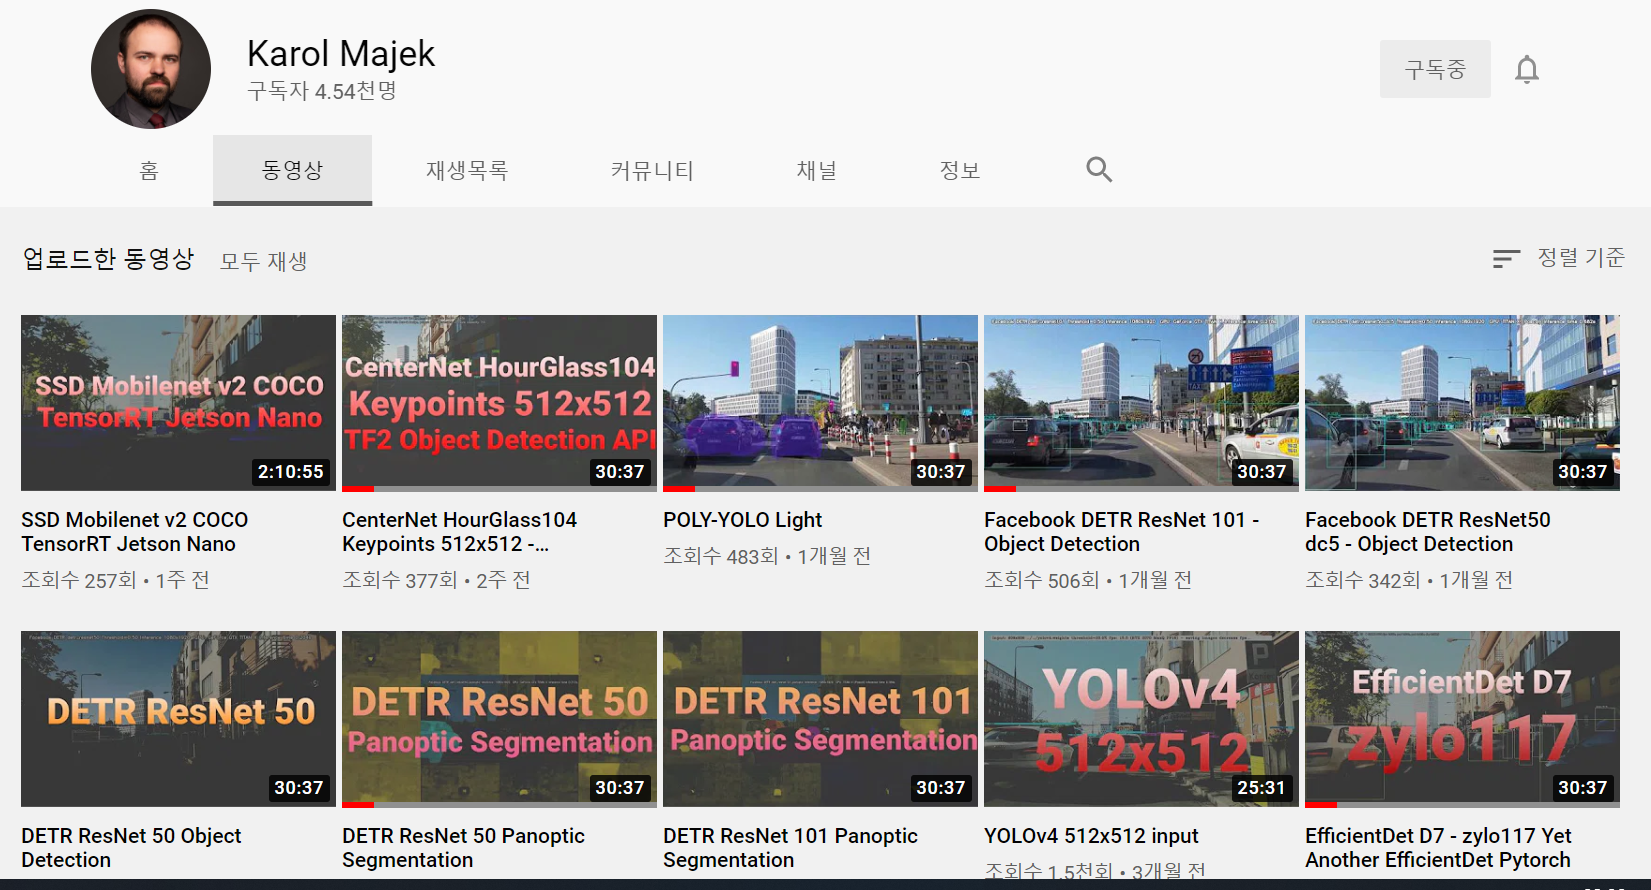 Karol Majek
구독자 4.54천명
구독중
홈
동영상
재생목록
커뮤니티
채널
정보
업로드한 동영상
모두 재생
정렬 기준
SSD Mobilenet v2 COCO
TensorRT Jetson Nano
2:10:55
CenterNet HourGlass104
Keypoints 512x512
TF2 Object Detection API
30:37
30:37
30:37
30:37
SSD Mobilenet v2 COCO
TensorRT Jetson Nano
조회수 257회 • 1주 전
CenterNet HourGlass104
Keypoints 512x512 -...
조회수 377회 • 2주 전
POLY-YOLO Light
조회수 483회 • 1개월 전
Facebook DETR ResNet 101 -
Object Detection
조회수 506회 • 1개월 전
Facebook DETR ResNet50
dc5 - Object Detection
조회수 342회 • 1개월 전
DETR ResNet 50
30:37
DETR ResNet 50
Panoptic Segmentation
30:37
DETR ResNet 101
Panoptic Segmentation
30:37
YOLOv4
512x512
25:31
EfficientDet D7
zylo117
30:37
DETR ResNet 50 Object
Detection
DETR ResNet 50 Panoptic
Segmentation
DETR ResNet 101 Panoptic
Segmentation
YOLOv4 512x512 input
조회수 1.5천회 • 3개월 전
EfficientDet D7 - zylo117 Yet
Another EfficientDet Pytorch